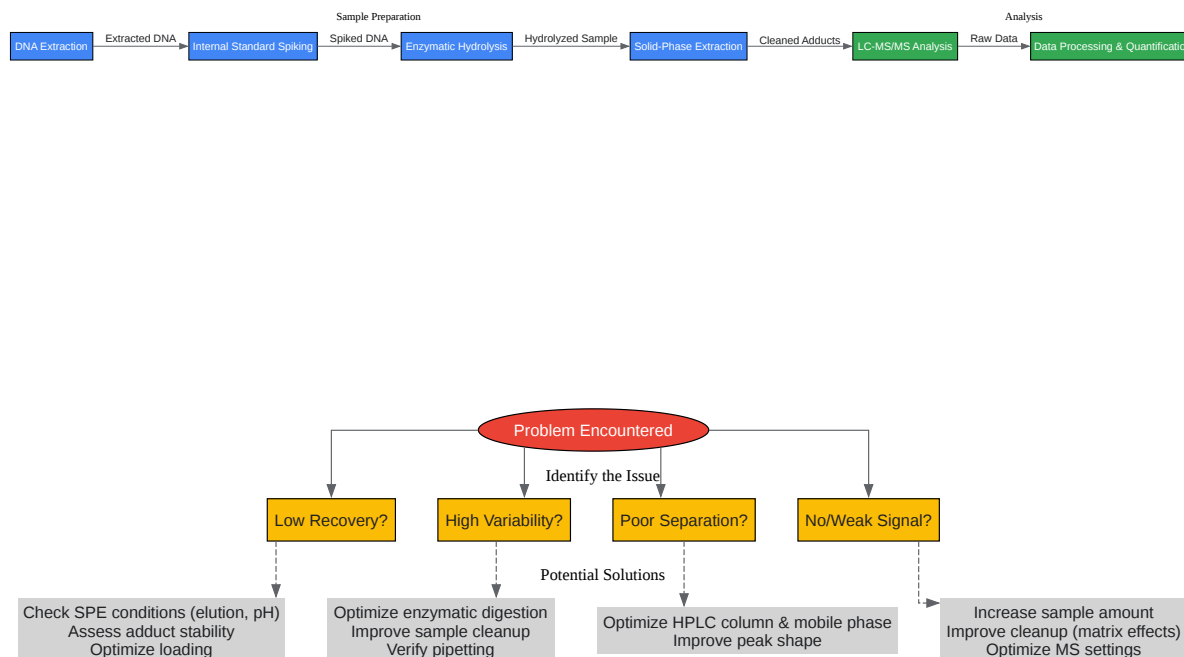 Sample Preparation
Analysis
DNA Extraction
Extracted DNA
Internal Standard Spiking
Spiked DNA
Enzymatic Hydrolysis
Hydrolyzed Sample
Solid-Phase Extraction
Cleaned Adducts
LC-MS/MS Analysis
Raw Data
Data Processing & Quantificatio
Problem Encountered
Identify the Issue
Low Recovery?
High Variability?
Poor Separation?
No/Weak Signal?
Potential Solutions
Check SPE conditions (elution, pH)
Assess adduct stability
Optimize loading
Optimize enzymatic digestion
Improve sample cleanup
Verify pipetting
Optimize HPLC column & mobile phase
Improve peak shape
Increase sample amount
Improve cleanup (matrix effects)
Optimize MS settings